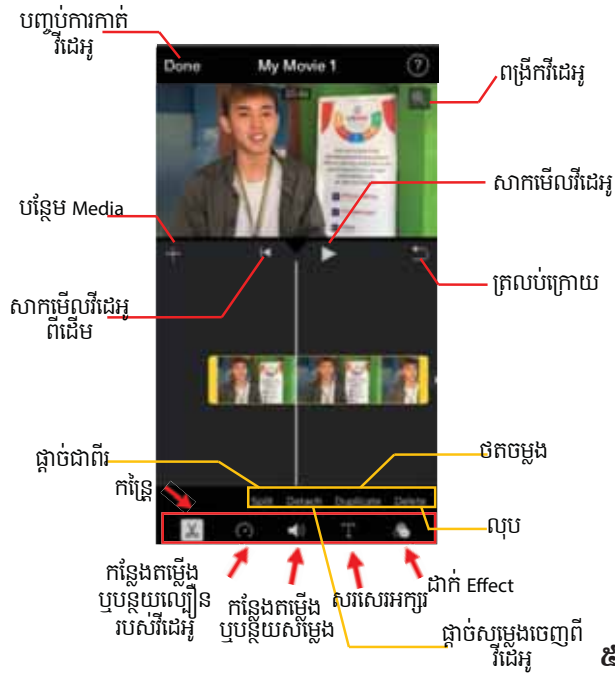 បញ្ចប់ការកាត់
វីដេអូ
Done
My Movie 1
?
ពង្រីកវីដេអូ
សាកមើលវីដេអូ
បន្ថែម Media
ត្រលប់ក្រោយ
សាកមើលវីដេអូ
ពីដើម
ផ្ដាច់ជាពីរ
ថតចម្លង
កន្ត្រៃ
Split
Detach
Duplicate
Delete
លុប
កន្លែងតម្លើង
ឬបន្ថយល្បឿន
របស់វីដេអូ
កន្លែងតម្លើង
ឬបន្ថយសម្លេង
សរសេរអក្សរ
ដាក់ Effect
ផ្ដាច់សម្លេងចេញពី
វីដេអូ